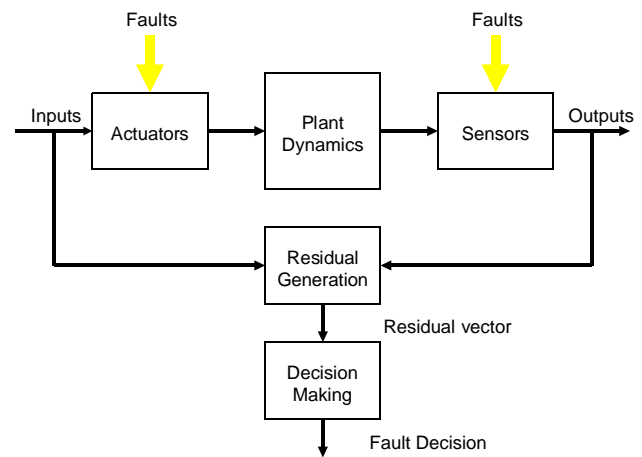 Faults
Faults
Inputs
Actuators
Plant
Dynamics
Sensors
Outputs
Residual
Generation
Residual vector
Decision
Making
Fault Decision